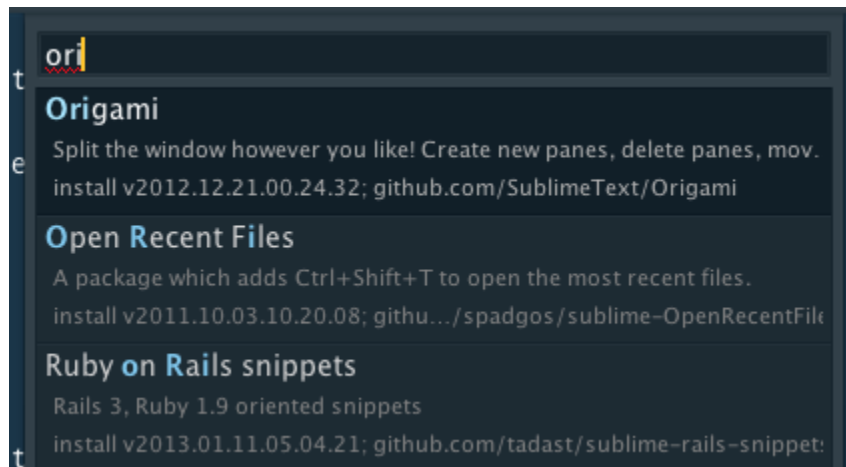 ori
t
Origami
Split the window however you like! Create new panes, delete panes, mov.
e
install v2012.12.21.00.24.32; github.com/SublimeText/Origami
Open Recent Files
A package which adds Ctrl+Shift+T to open the most recent files.
install v2011.10.03.10.20.08; githu.../spadgos/sublime-OpenRecentFile
Ruby on Rails snippets
Rails 3, Ruby 1.9 oriented snippets
install v2013.01.11.05.04.21; github.com/tadast/sublime-rails-snippets
t